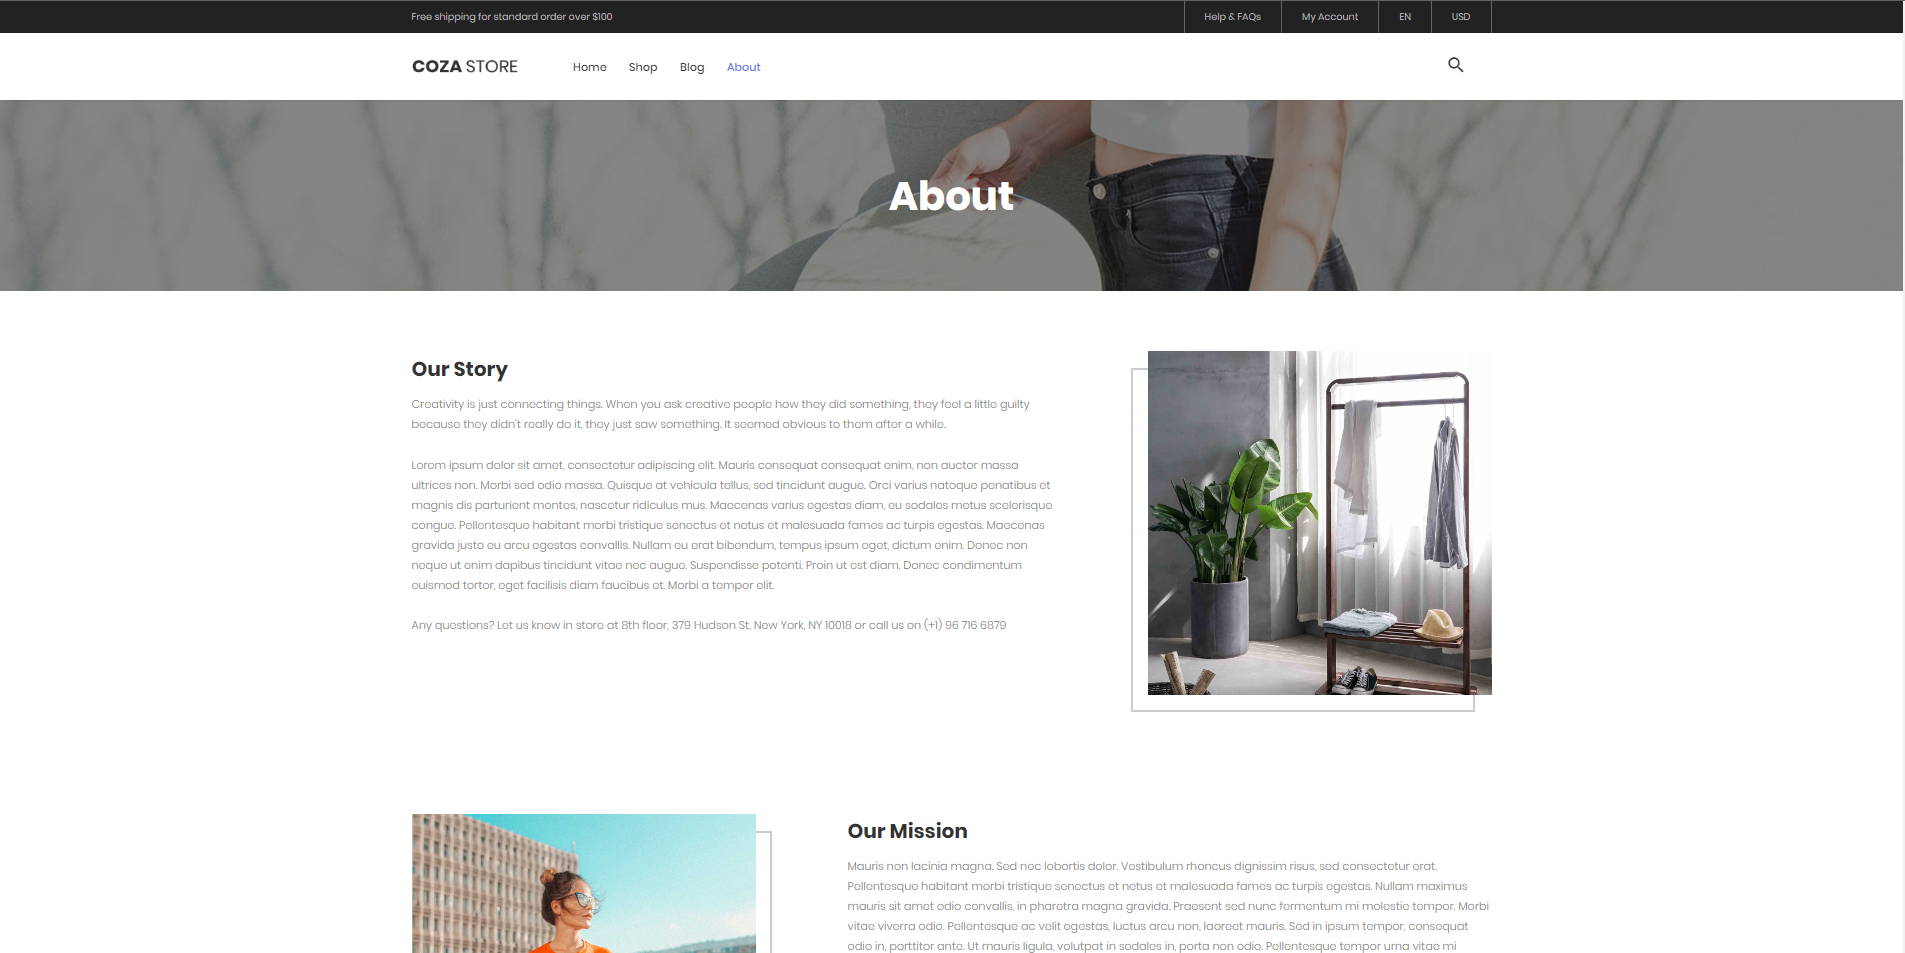 Free shipping for standard order over $100
Help & FAQs
My Account
EN
USD
COZA STORE
Home
Shop
Blog
About
About
Our Story
Creativity is just connecting things. When you ask creative people how they did something, they feel a little guilty
because they didn't really do it, they just saw something. It seemed obvious to them after a while.
Lorem ipsum dolor sit amet, consectetur adipiscing elit. Mauris consequat consequat enim, non auctor massa
ultrices non. Morbi sed odio massa. Quisque at vehicula tellus, sed tincidunt augue. Orci varius natoque penatibus et
magnis dis parturient montes, nascetur ridiculus mus. Maecenas varius egestas diam, eu sodales metus scelerisque
congue. Pellentesque habitant morbi tristique senectus et netus et malesuada fames ac turpis egestas. Maecenas
gravida justo eu arcu egestas convallis. Nullam eu erat bibendum, tempus ipsum eget, dictum enim. Donec non
neque ut enim dapibus tincidunt vitae nec augue. Suspendisse potenti. Proin ut est diam. Donec condimentum
euismod tortor, eget facilisis diam faucibus et. Morbi a tempor elit.
Any questions? Let us know in store at 8th floor, 379 Hudson St, New York, NY 10018 or call us on (+1) 96 716 6879
Our Mission
Mauris non lacinia magna. Sed nec lobortis dolor. Vestibulum rhoncus dignissim risus, sed consectetur erat.
Pellentesque habitant morbi tristique senectus et netus et malesuada fames ac turpis egestas. Nullam maximus
mauris sit amet odio convallis, in pharetra magna gravida. Praesent sed nunc fermentum mi molestie tempor. Morbi
vitae viverra odio. Pellentesque ac velit egestas, luctus arcu non, laoreet mauris. Sed in ipsum tempor, consequat
odio in, porttitor ante. Ut mauris ligula, volutpat in sodales in, porta non odio. Pellentesque tempor urna vitae mi